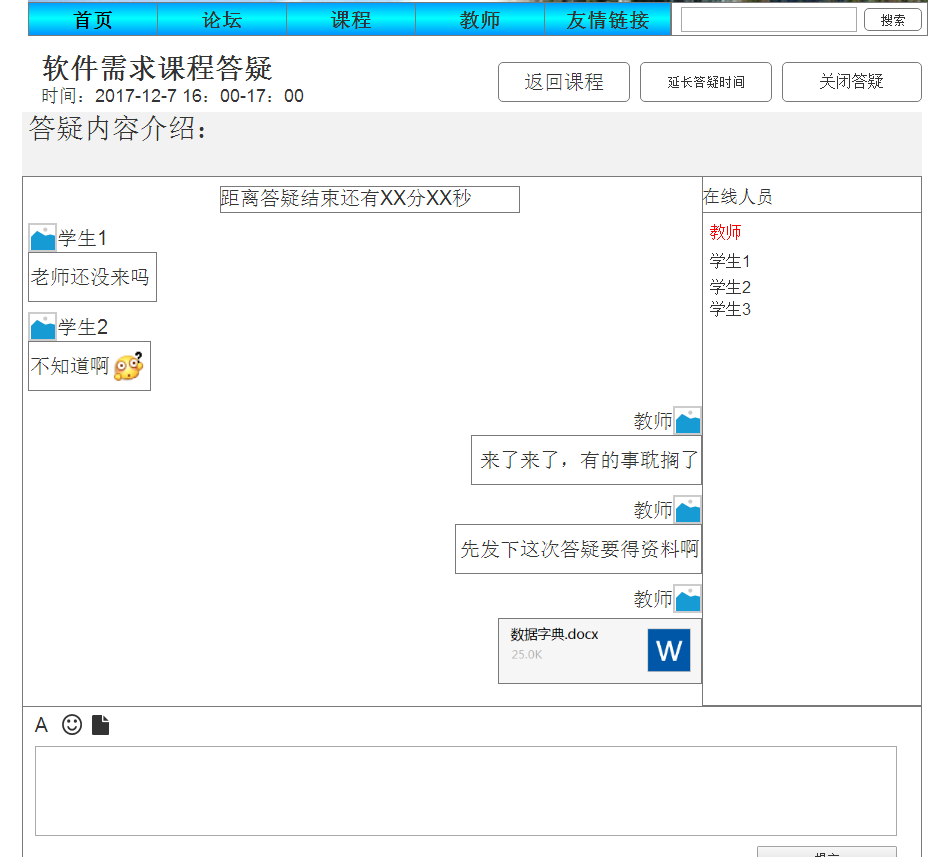 首页 论坛 课程 教师 友情链接 搜索
软件需求课程答疑
时间：2017-12-7 16：00-17：00
返回课程 延长答疑时间 关闭答疑
答疑内容介绍：
距离答疑结束还有XX分XX秒
在线人员
教师
学生1
学生2
学生3
学生1
老师还没来吗
学生2
不知道啊
教师
来了来了，有的事耽搁了
教师
先发下这次答疑要得资料啊
教师
数据字典.docx
25.0K
W
A